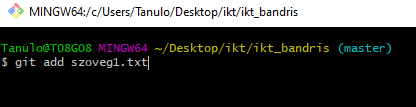 MINGW64:/c/Users/Tanulo/Desktop/ikt/ikt_bandris
Tanulo@T08G08 MINGW64 ~/Desktop/ikt/ikt_bandris (master)
$ git add szoveg1.txt